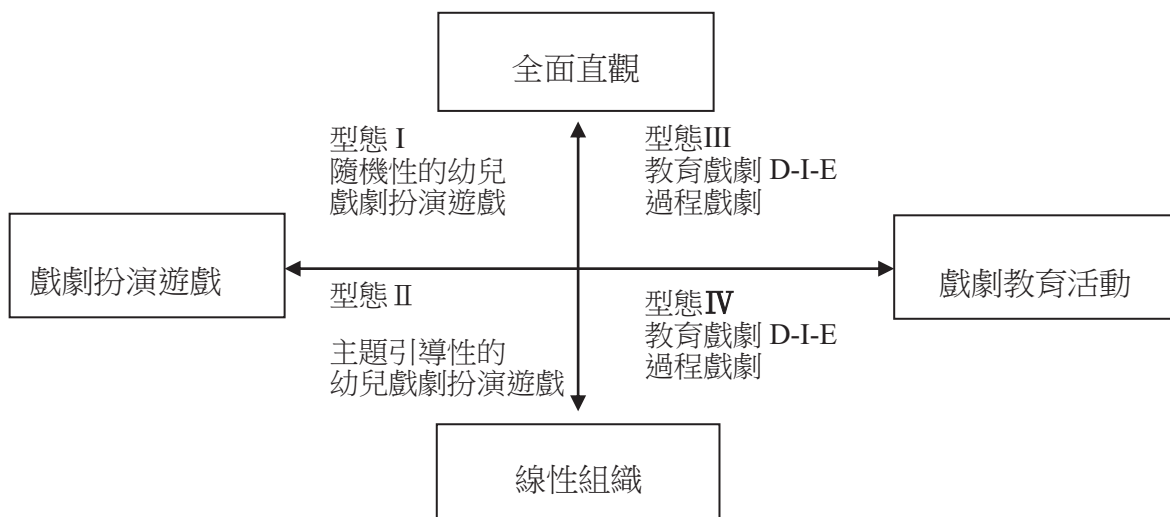 全面直觀
型態 I
隨機性的幼兒
戲劇扮演遊戲
型態III
教育戲劇 D-I-E
過程戲劇
戲劇扮演遊戲
戲劇教育活動
型態 II
主題引導性的
幼兒戲劇扮演遊戲
型態IV
教育戲劇 D-I-E
過程戲劇
線性組織